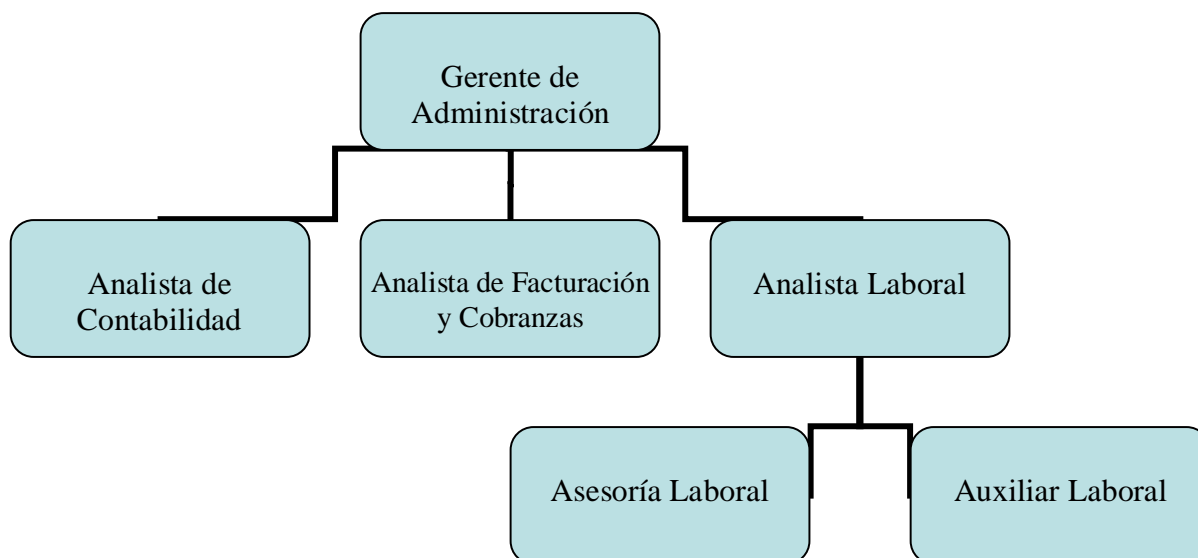 Gerente de
Administración
Analista de
Contabilidad
Analista de Facturación
y Cobranzas
Analista Laboral
Asesoría Laboral
Auxiliar Laboral